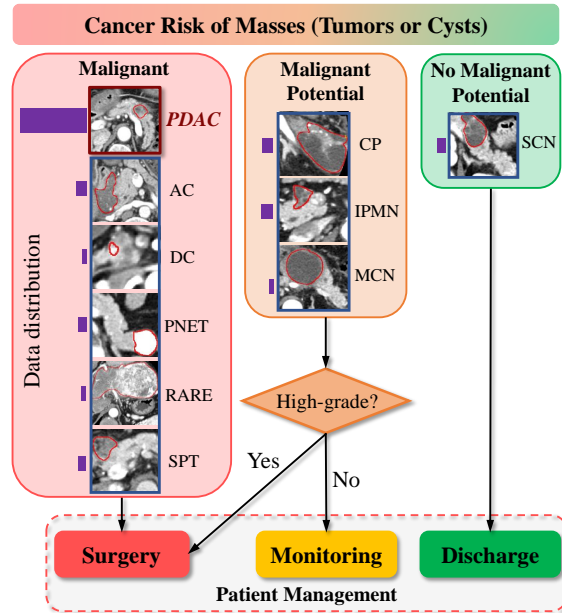 Cancer Risk of Masses (Tumors or Cysts)
Malignant
PDAC
AC
DC
PNET
RARE
SPT
Data distribution
Malignant
Potential
CP
IPMN
MCN
No Malignant
Potential
SCN
High-grade?
Yes
No
Surgery
Monitoring
Discharge
Patient Management